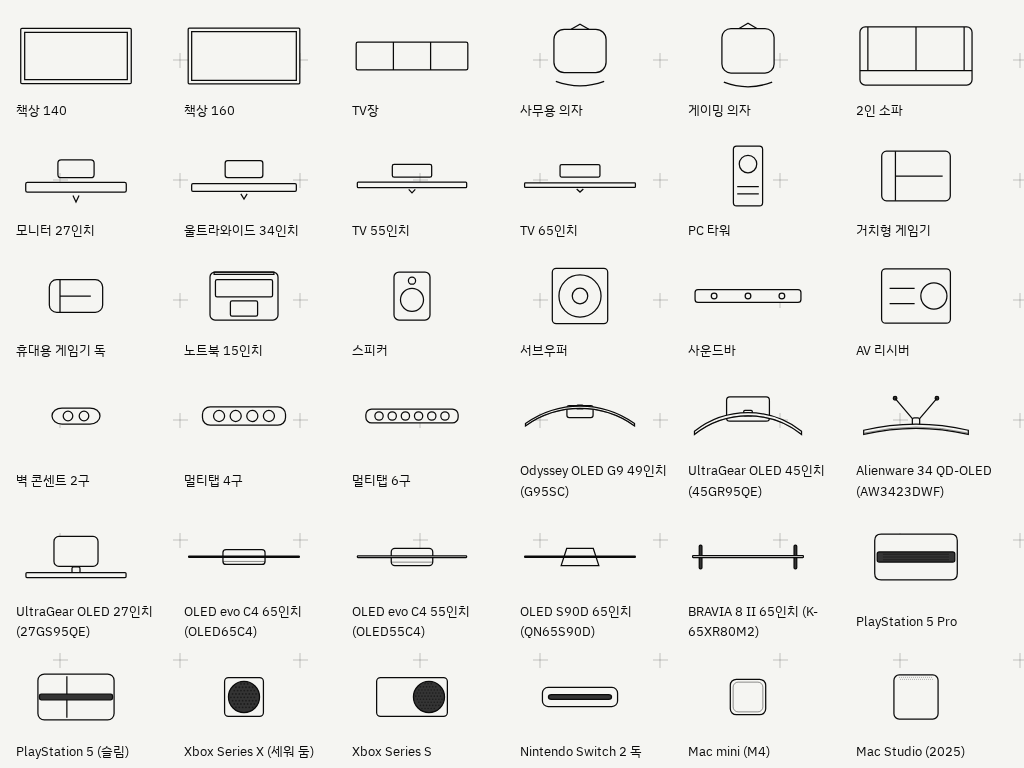 책상 140
책상 160
TV장
사무용 의자
게이밍 의자
2인 소파
모니터 27인치
울트라와이드 34인치
TV 55인치
TV 65인치
PC 타워
거치형 게임기
휴대용 게임기 독
노트북 15인치
스피커
서브우퍼
사운드바
AV 리시버
벽 콘센트 2구
멀티탭 4구
멀티탭 6구
Odyssey OLED G9 49인치
(G95SC)
UltraGear OLED 45인치
(45GR95QE)
Alienware 34 QD-OLED
(AW3423DWF)
UltraGear OLED 27인치
(27GS95QE)
OLED evo C4 65인치
(OLED65C4)
OLED evo C4 55인치
(OLED55C4)
OLED S90D 65인치
(QN65S90D)
BRAVIA 8 II 65인치 (K-
65XR80M2)
PlayStation 5 Pro
PlayStation 5 (슬림)
Xbox Series X (세워 둠)
Xbox Series S
Nintendo Switch 2 독
Mac mini (M4)
Mac Studio (2025)